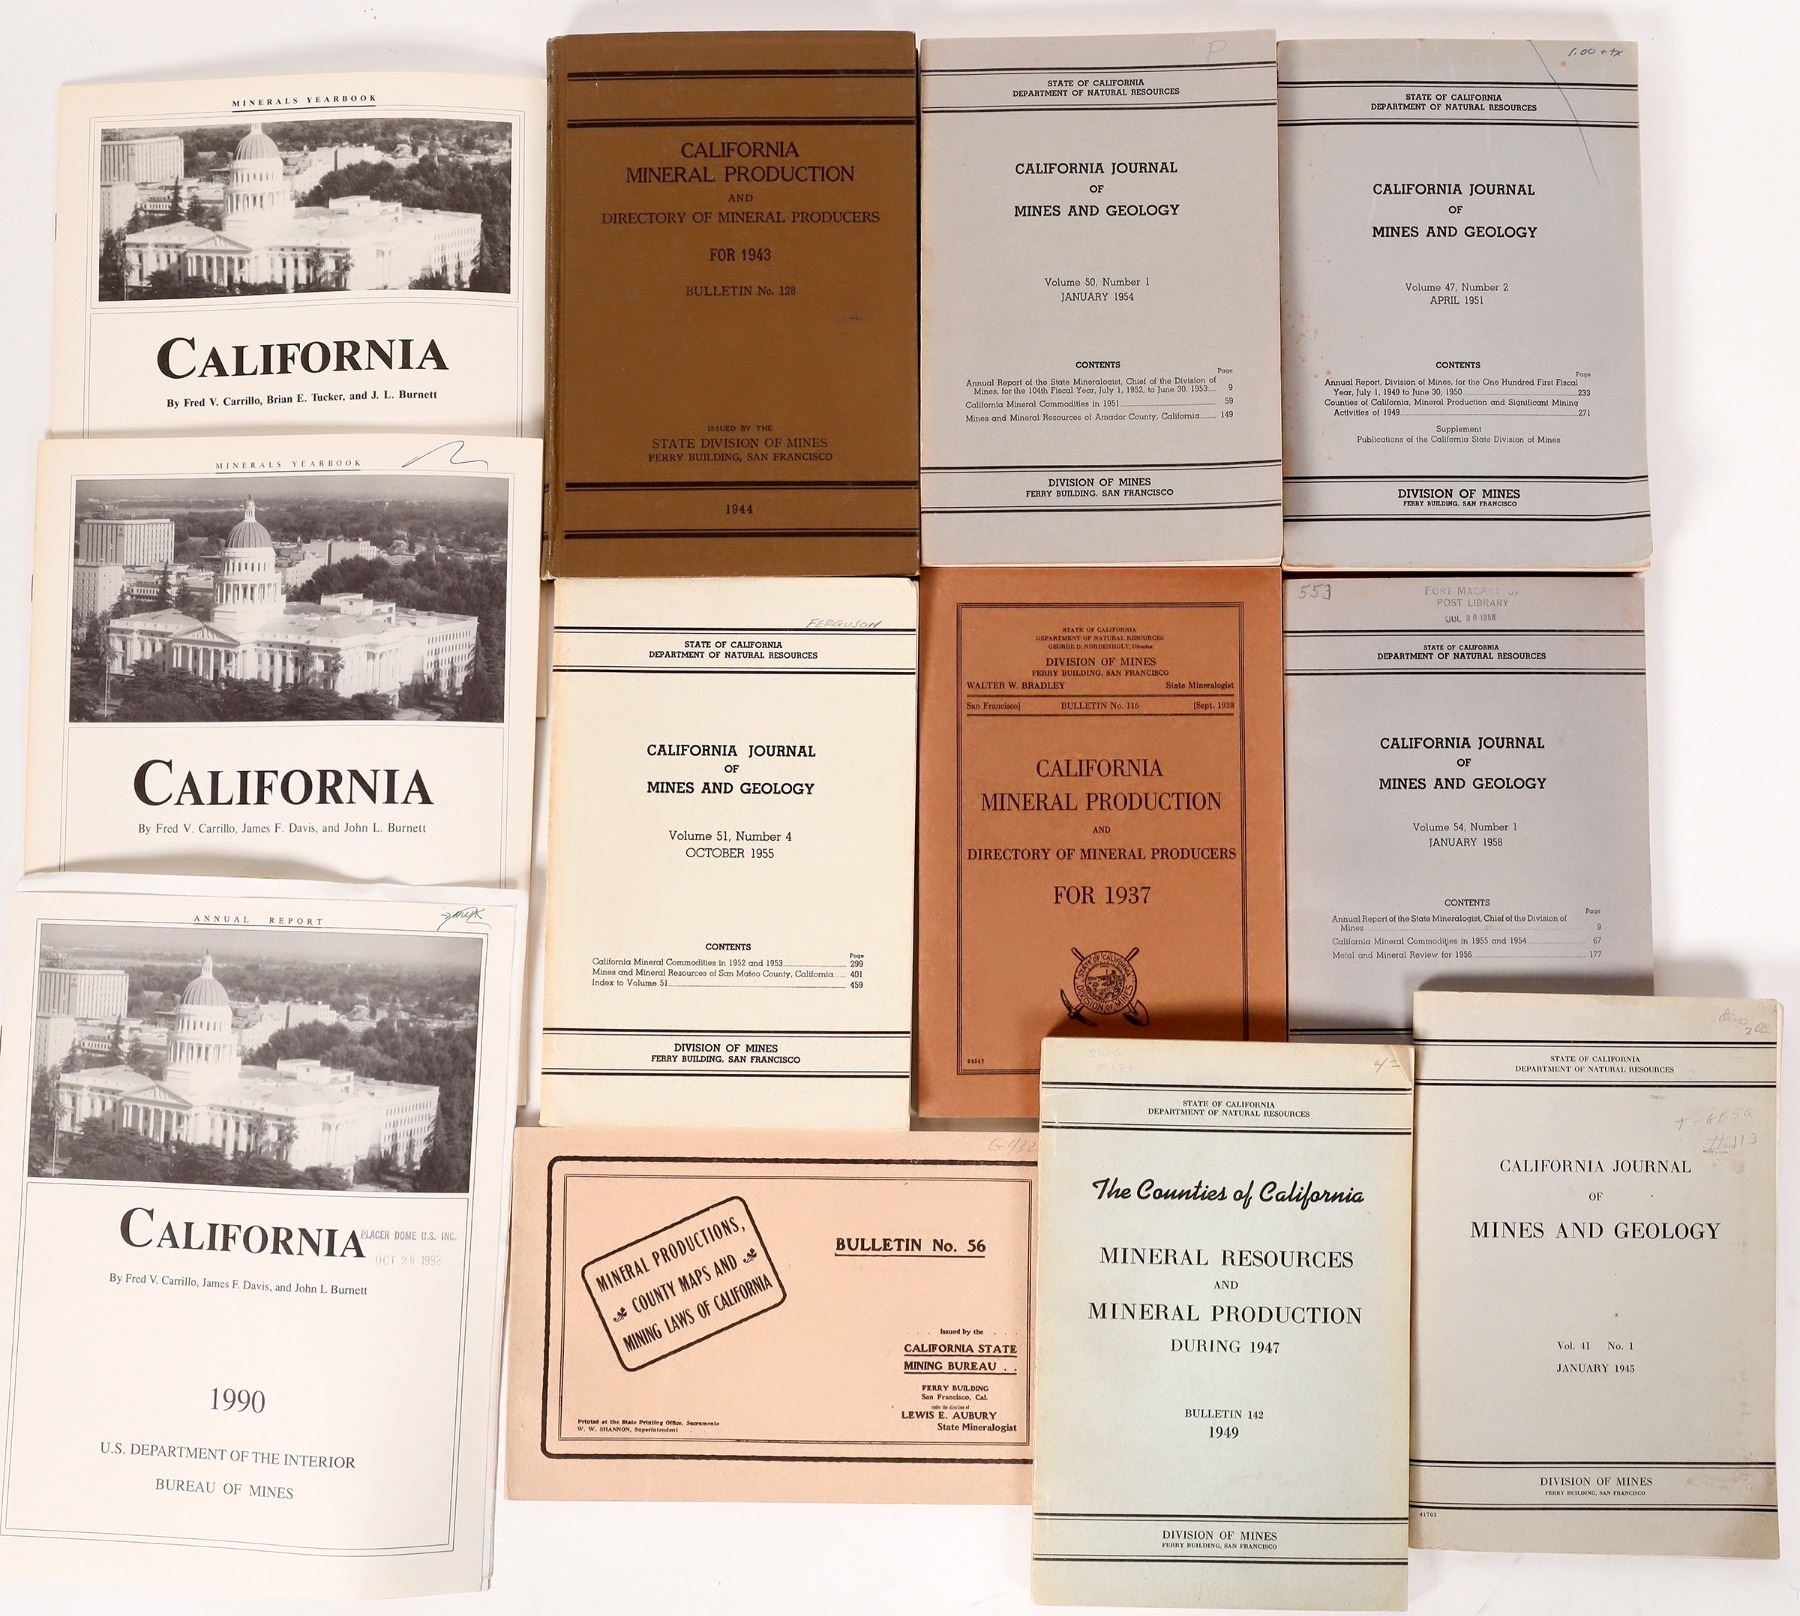 MINERALS YEARBOOK
CALIFORNIA
By Fred V. Carrillo, Brian E. Tucker, and J. L. Burnett
MINERALS YEARBOOK
CALIFORNIA
By Fred V. Carrillo, James F. Davis, and John L. Burnett
ANNUAL REPORT
CALIFORNIA
PLACER DOME U.S. INC.
OCT 26 1992
By Fred V. Carrillo, James F. Davis, and John L Burnett
1990
U.S. DEPARTMENT OF THE INTERIOR
BUREAU OF MINES
CALIFORNIA
MINERAL PRODUCTION
AND
DIRECTORY OF MINERAL PRODUCERS
FOR 1943
BULLETIN No. 128
ISSUED BY THE
STATE DIVISION OF MINES
FERRY BUILDING, SAN FRANCISCO
1944
P
STATE OF CALIFORNIA
DEPARTMENT OF NATURAL RESOURCES
CALIFORNIA JOURNAL
OF
MINES AND GEOLOGY
Volume 50, Number 1
JANUARY 1954
CONTENTS
Page
Annual Report of the State Mineralogist, Chief of the Division of
Mines, for the 104th Fiscal Year, July 1, 1952, to June 30, 1953 9
California Mineral Commodities in 1951 59
Mines and Mineral Resources of Amador County, California 149
DIVISION OF MINES
FERRY BUILDING, SAN FRANCISCO
1.00 + tx
STATE OF CALIFORNIA
DEPARTMENT OF NATURAL RESOURCES
CALIFORNIA JOURNAL
OF
MINES AND GEOLOGY
Volume 47, Number 2
APRIL 1951
CONTENTS
Page
Annual Report, Division of Mines, for the One Hundred First Fiscal
Year, July 1, 1949 to June 30, 1950 233
Counties of California, Mineral Production and Significant Mining
Activities of 1949 271
Supplement
Publications of the California State Division of Mines
DIVISION OF MINES
FERRY BUILDING, SAN FRANCISCO
FERGUSON
STATE OF CALIFORNIA
DEPARTMENT OF NATURAL RESOURCES
CALIFORNIA JOURNAL
OF
MINES AND GEOLOGY
Volume 51, Number 4
OCTOBER 1955
CONTENTS
Page
California Mineral Commodities in 1952 and 1953 299
Mines and Mineral Resources of San Mateo County, California 401
Index to Volume 51 459
DIVISION OF MINES
FERRY BUILDING, SAN FRANCISCO
STATE OF CALIFORNIA
DEPARTMENT OF NATURAL RESOURCES
GEORGE D. NORDENHOLT, Director
DIVISION OF MINES
FERRY BUILDING, SAN FRANCISCO
WALTER W. BRADLEY State Mineralogist
San Francisco] BULLETIN No. 116 [Sept. 1938
CALIFORNIA
MINERAL PRODUCTION
AND
DIRECTORY OF MINERAL PRODUCERS
FOR 1937
STATE OF CALIFORNIA
DIVISION OF MINES
64347
553
FORT MACARTHUR
POST LIBRARY
JUL 30 1958
STATE OF CALIFORNIA
DEPARTMENT OF NATURAL RESOURCES
CALIFORNIA JOURNAL
OF
MINES AND GEOLOGY
Volume 54, Number 1
JANUARY 1958
CONTENTS
Page
Annual Report of the State Mineralogist, Chief of the Division of
Mines 9
California Mineral Commodities in 1955 and 1954 67
Metal and Mineral Review for 1956 177
G 9/82
MINERAL PRODUCTIONS,
COUNTY MAPS AND
MINING LAWS OF CALIFORNIA
BULLETIN No. 56
. . . . Issued by the . . . .
CALIFORNIA STATE
MINING BUREAU . .
FERRY BUILDING
San Francisco, Cal.
under the direction of
LEWIS E. AUBURY
State Mineralogist
Printed at the State Printing Office, Sacramento
W. W. SHANNON, Superintendent
4=
STATE OF CALIFORNIA
DEPARTMENT OF NATURAL RESOURCES
The Counties of California
MINERAL RESOURCES
AND
MINERAL PRODUCTION
DURING 1947
BULLETIN 142
1949
DIVISION OF MINES
FERRY BUILDING, SAN FRANCISCO
STATE OF CALIFORNIA
DEPARTMENT OF NATURAL RESOURCES
CALIFORNIA JOURNAL
OF
MINES AND GEOLOGY
Vol. 41 No. 1
JANUARY 1945
DIVISION OF MINES
FERRY BUILDING, SAN FRANCISCO
41702